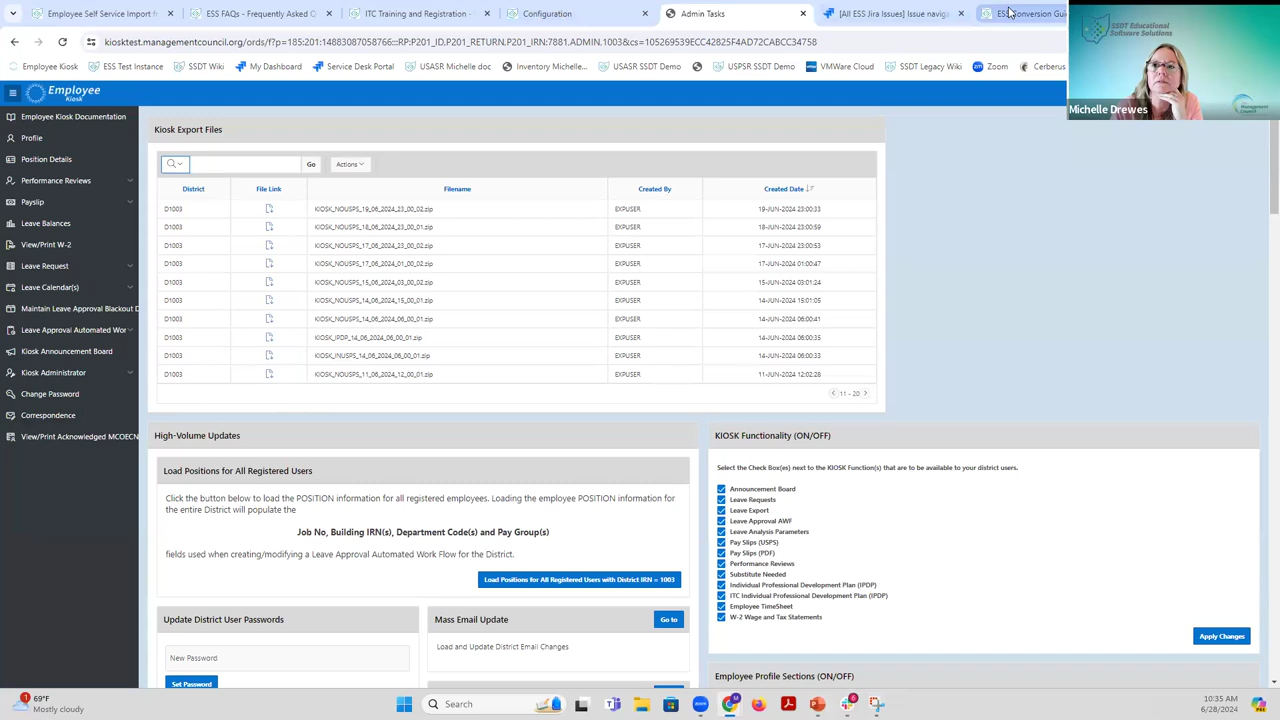 Employee Self Service Import f
ESS FAQs - Frequently Asked Q
ITC Training and Registration -
Configuration
Admin Tasks
[All ESS Jira Issues] Issue navig
ESS Conversion Gui
kiosktest.management council.org/ords/f?p=
Employee Kiosk
ESS Test Instance
SSDT Wiki
My Dashboard
Service Desk Portal
USASR Michelle doc
Inventory Michelle...
USASR SSDT Demo
USPSR SSDT Demo
VMWare Cloud
SSDT Legacy Wiki
Zoom
Cerberus
SSDT Educational
Software Solutions
Michelle Drewes
Employee
Kiosk
Employee Kiosk Documentation
Profile
Position Details
Performance Reviews
Payslip
Leave Balances
View/Print W-2
Leave Request
Leave Calendar(s)
Maintain Leave Approval Blackout D
Leave Approval Automated Wor
Kiosk Announcement Board
Kiosk Administrator
Change Password
Correspondence
View/Print Acknowledged MCOECN
Kiosk Export Files
Go
Actions
District File Link Filename Created By Created Date
D1003 KIOSK_NOUSPS_19_06_2024_23_00_02.zip EXPUSER 19-JUN-2024 23:00:33
D1003 KIOSK_NOUSPS_18_06_2024_23_00_01.zip EXPUSER 18-JUN-2024 23:00:59
D1003 KIOSK_NOUSPS_17_06_2024_23_00_02.zip EXPUSER 17-JUN-2024 23:00:53
D1003 KIOSK_NOUSPS_17_06_2024_01_00_02.zip EXPUSER 17-JUN-2024 01:00:47
D1003 KIOSK_NOUSPS_15_06_2024_03_00_02.zip EXPUSER 15-JUN-2024 03:01:24
D1003 KIOSK_NOUSPS_14_06_2024_15_00_01.zip EXPUSER 14-JUN-2024 15:01:05
D1003 KIOSK_NOUSPS_14_06_2024_06_00_01.zip EXPUSER 14-JUN-2024 06:00:41
D1003 KIOSK_IPDP_14_06_2024_06_00_01.zip EXPUSER 14-JUN-2024 06:00:35
D1003 KIOSK_INUSPS_14_06_2024_06_00_01.zip EXPUSER 14-JUN-2024 06:00:33
D1003 KIOSK_NOUSPS_11_06_2024_12_00_01.zip EXPUSER 11-JUN-2024 12:02:28
11 - 20
High-Volume Updates
Load Positions for All Registered Users
Click the button below to load the POSITION information for all registered employees. Loading the employee POSITION information for
the entire District will populate the
Job No, Building IRN(s), Department Code(s) and Pay Group(s)
fields used when creating/modifying a Leave Approval Automated Work Flow for the District.
Load Positions for All Registered Users with District IRN = 1003
Update District User Passwords
New Password
Set Password
Mass Email Update
Go to
Load and Update District Email Changes
KIOSK Functionality (ON/OFF)
Select the Check Box(es) next to the KIOSK Function(s) that are to be available to your district users.
Announcement Board
Leave Requests
Leave Export
Leave Approval AWF
Leave Analysis Parameters
Pay Slips (USPS)
Pay Slips (PDF)
Performance Reviews
Substitute Needed
Individual Professional Development Plan (IPDP)
ITC Individual Professional Development Plan (IPDP)
Employee TimeSheet
W-2 Wage and Tax Statements
Apply Changes
Employee Profile Sections (ON/OFF)
1
69°F
Mostly cloudy
Search
M
6
10:35 AM
6/28/2024